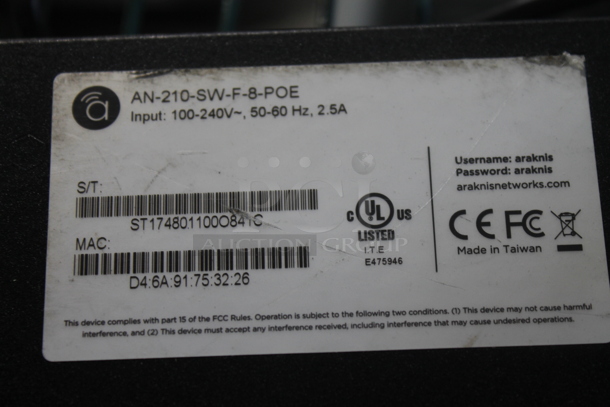 AN-210-SW-F-8-POE
Input: 100-240V~, 50-60 Hz, 2.5A
S/T:
ST174801100O841C
MAC:
D4:6A:91:75:32:26
C UL US
LISTED
I.T.E
E475946
Username: araknis
Password: araknis
araknisnetworks.com
CE FC
Made in Taiwan
AUCTION GROUP
This device complies with part 15 of the FCC Rules. Operation is subject to the following two conditions. (1) This device may not cause harmful
interference, and (2) This device must accept any interference received, including interference that may cause undesired operations.